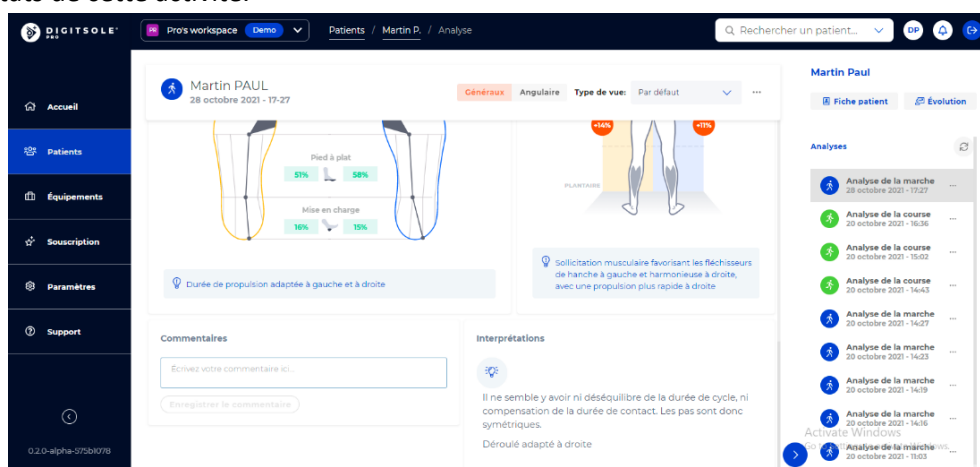 DIGITSOLE®
PRO
PR Pro's workspace Demo
Patients / Martin P. / Analyse
Rechercher un patient...
DP
Accueil
Patients
Équipements
Souscription
Paramètres
Support
0.2.0-alpha-575b1078
Martin PAUL
28 octobre 2021 - 17-27
Généraux Angulaire Type de vue: Par défaut ...
Pied à plat
51% 58%
Mise en charge
16% 15%
Durée de propulsion adaptée à gauche et à droite
+14% +11%
PLANTAIRE
Sollicitation musculaire favorisant les fléchisseurs
de hanche à gauche et harmonieuse à droite,
avec une propulsion plus rapide à droite
Commentaires
Écrivez votre commentaire ici...
Enregistrer le commentaire
Interprétations
Il ne semble y avoir ni déséquilibre de la durée de cycle, ni
compensation de la durée de contact. Les pas sont donc
symétriques.
Déroulé adapté à droite
Martin Paul
Fiche patient Évolution
Analyses
Analyse de la marche ...
28 octobre 2021 - 17:27
Analyse de la course ...
20 octobre 2021 - 16:36
Analyse de la course ...
20 octobre 2021 - 15:02
Analyse de la course ...
20 octobre 2021 - 14:43
Analyse de la marche ...
20 octobre 2021 - 14:27
Analyse de la marche ...
20 octobre 2021 - 14:23
Analyse de la marche ...
20 octobre 2021 - 14:19
Analyse de la marche ...
20 octobre 2021 - 14:16
Activate Windows
Analyse de la marche ...
20 octobre 2021 - 11:03